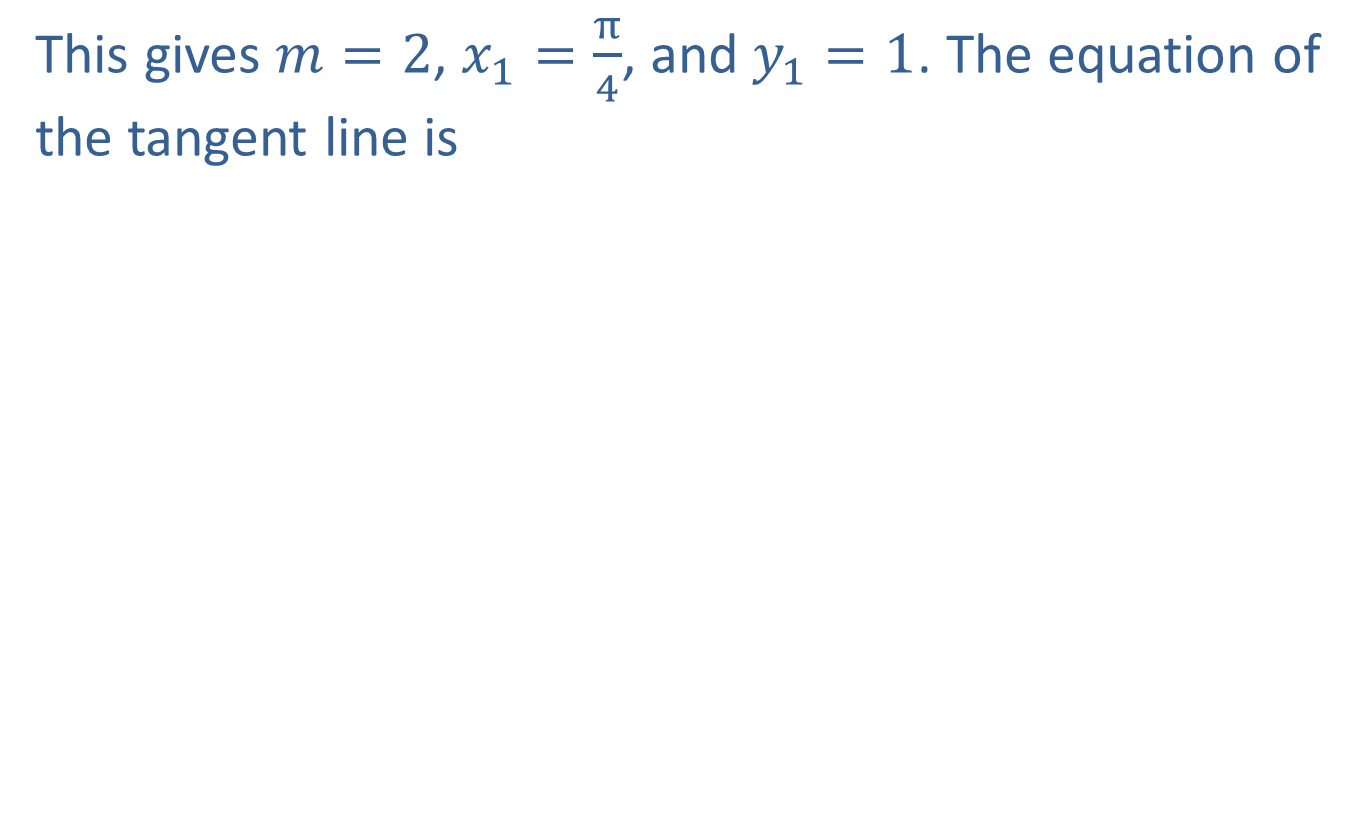 This gives 𝑚 = 2, 𝑥₁ = π/4, and 𝑦₁ = 1. The equation of
the tangent line is